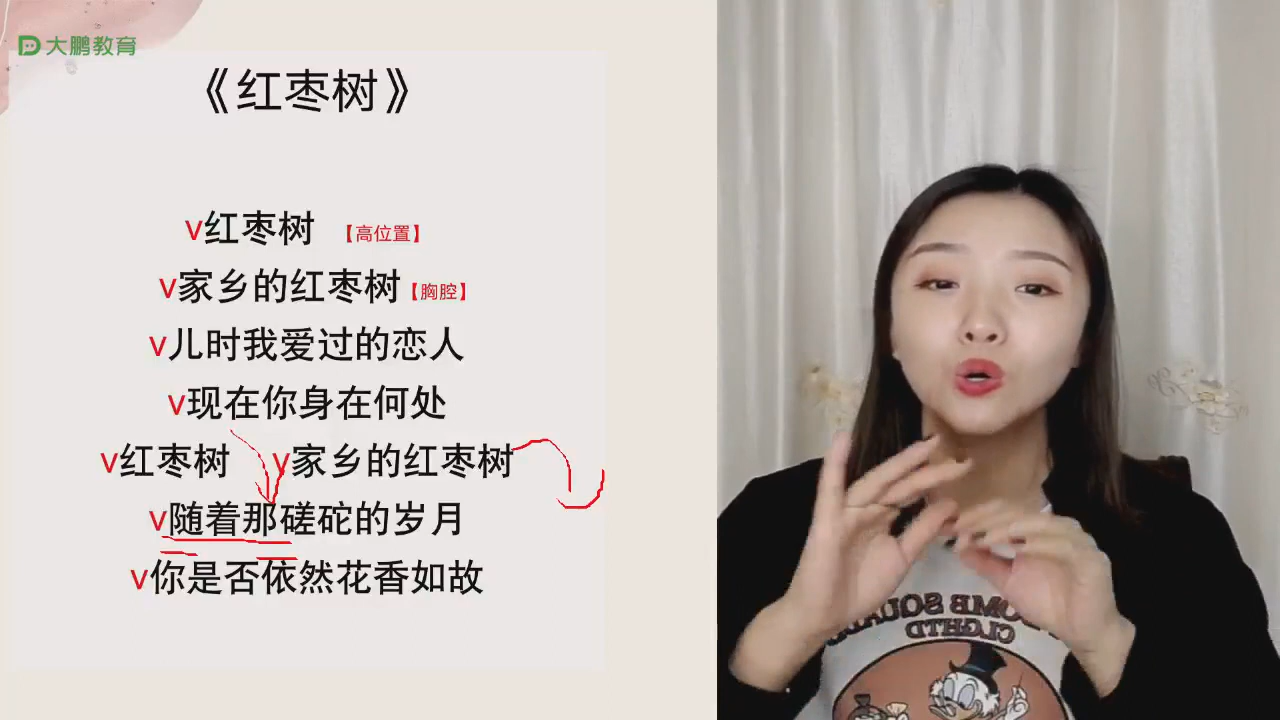 大鹏教育
《红枣树》
v红枣树 【高位置】
v家乡的红枣树【胸腔】
v儿时我爱过的恋人
v现在你身在何处
v红枣树 v家乡的红枣树
v随着那磋砣的岁月
v你是否依然花香如故
BOMB SQUAD
CLGHTD